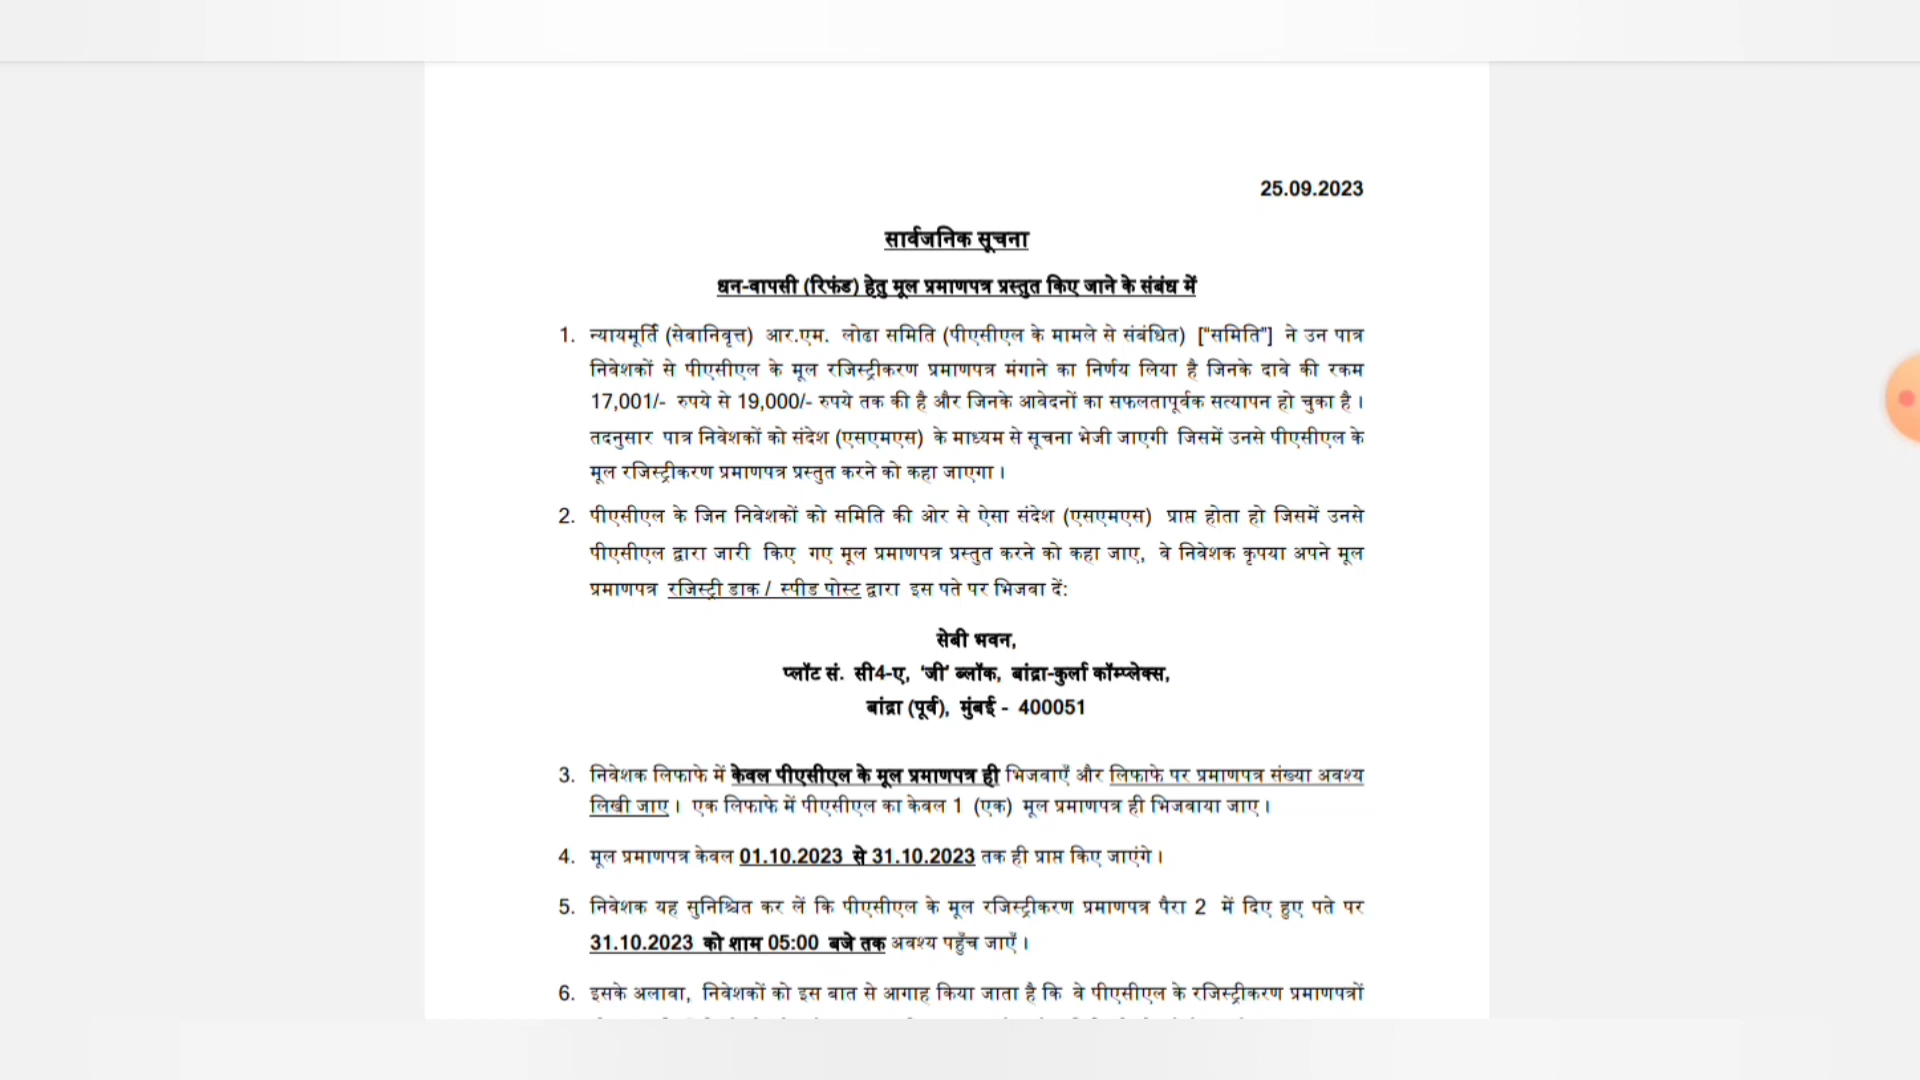 25.09.2023
सार्वजनिक सूचना
धन-वापसी (रिफंड) हेतु मूल प्रमाणपत्र प्रस्तुत किए जाने के संबंध में
1. न्यायमूर्ति (सेवानिवृत्त) आर.एम. लोढा समिति (पीएसीएल के मामले से संबंधित) ["समिति"] ने उन पात्र
निवेशकों से पीएसीएल के मूल रजिस्ट्रीकरण प्रमाणपत्र मंगाने का निर्णय लिया है जिनके दावे की रकम
17,001/- रुपये से 19,000/- रुपये तक की है और जिनके आवेदनों का सफलतापूर्वक सत्यापन हो चुका है ।
तदनुसार पात्र निवेशकों को संदेश (एसएमएस) के माध्यम से सूचना भेजी जाएगी जिसमें उनसे पीएसीएल के
मूल रजिस्ट्रीकरण प्रमाणपत्र प्रस्तुत करने को कहा जाएगा ।
2. पीएसीएल के जिन निवेशकों को समिति की ओर से ऐसा संदेश (एसएमएस) प्राप्त होता हो जिसमें उनसे
पीएसीएल द्वारा जारी किए गए मूल प्रमाणपत्र प्रस्तुत करने को कहा जाए, वे निवेशक कृपया अपने मूल
प्रमाणपत्र रजिस्ट्री डाक / स्पीड पोस्ट द्वारा इस पते पर भिजवा दें:
सेबी भवन,
प्लॉट सं. सी4-ए, 'जी' ब्लॉक, बांद्रा-कुर्ला कॉम्प्लेक्स,
बांद्रा (पूर्व), मुंबई - 400051
3. निवेशक लिफाफे में केवल पीएसीएल के मूल प्रमाणपत्र ही भिजवाएँ और लिफाफे पर प्रमाणपत्र संख्या अवश्य
लिखी जाए । एक लिफाफे में पीएसीएल का केवल 1 (एक) मूल प्रमाणपत्र ही भिजवाया जाए ।
4. मूल प्रमाणपत्र केवल 01.10.2023 से 31.10.2023 तक ही प्राप्त किए जाएंगे ।
5. निवेशक यह सुनिश्चित कर लें कि पीएसीएल के मूल रजिस्ट्रीकरण प्रमाणपत्र पैरा 2 में दिए हुए पते पर
31.10.2023 को शाम 05:00 बजे तक अवश्य पहुँच जाएँ ।
6. इसके अलावा, निवेशकों को इस बात से आगाह किया जाता है कि वे पीएसीएल के रजिस्ट्रीकरण प्रमाणपत्रों